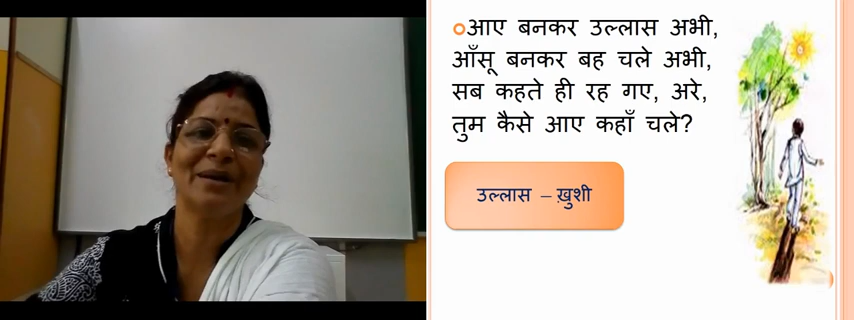 आए बनकर उल्लास अभी,
आँसू बनकर बह चले अभी,
सब कहते ही रह गए, अरे,
तुम कैसे आए कहाँ चले?
उल्लास – ख़ुशी